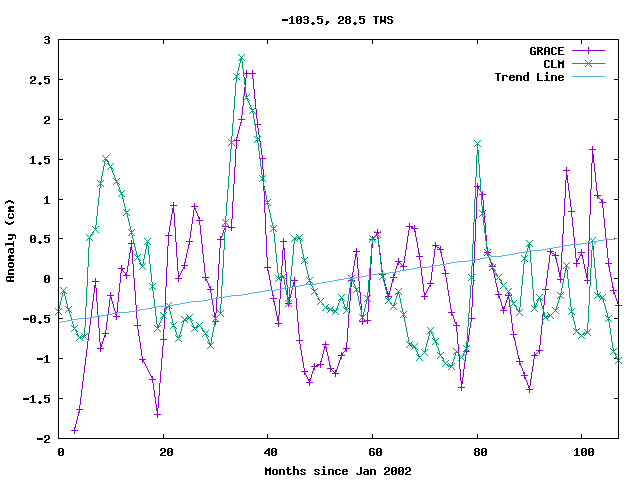 -103.5, 28.5 TWS
GRACE
CLM
Trend Line
3
2.5
2
1.5
1
0.5
0
-0.5
-1
-1.5
-2
Anomaly (cm)
0 20 40 60 80 100
Months since Jan 2002